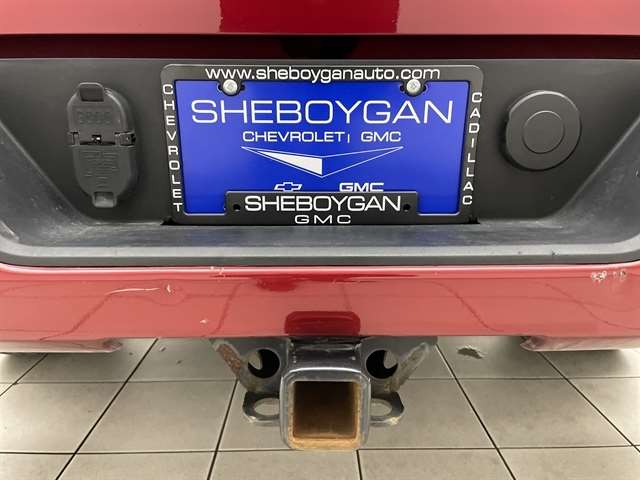 www.sheboyganauto.com
CHEVROLET
SHEBOYGAN
CHEVROLET | GMC
GMC
CADILLAC
SHEBOYGAN
GMC